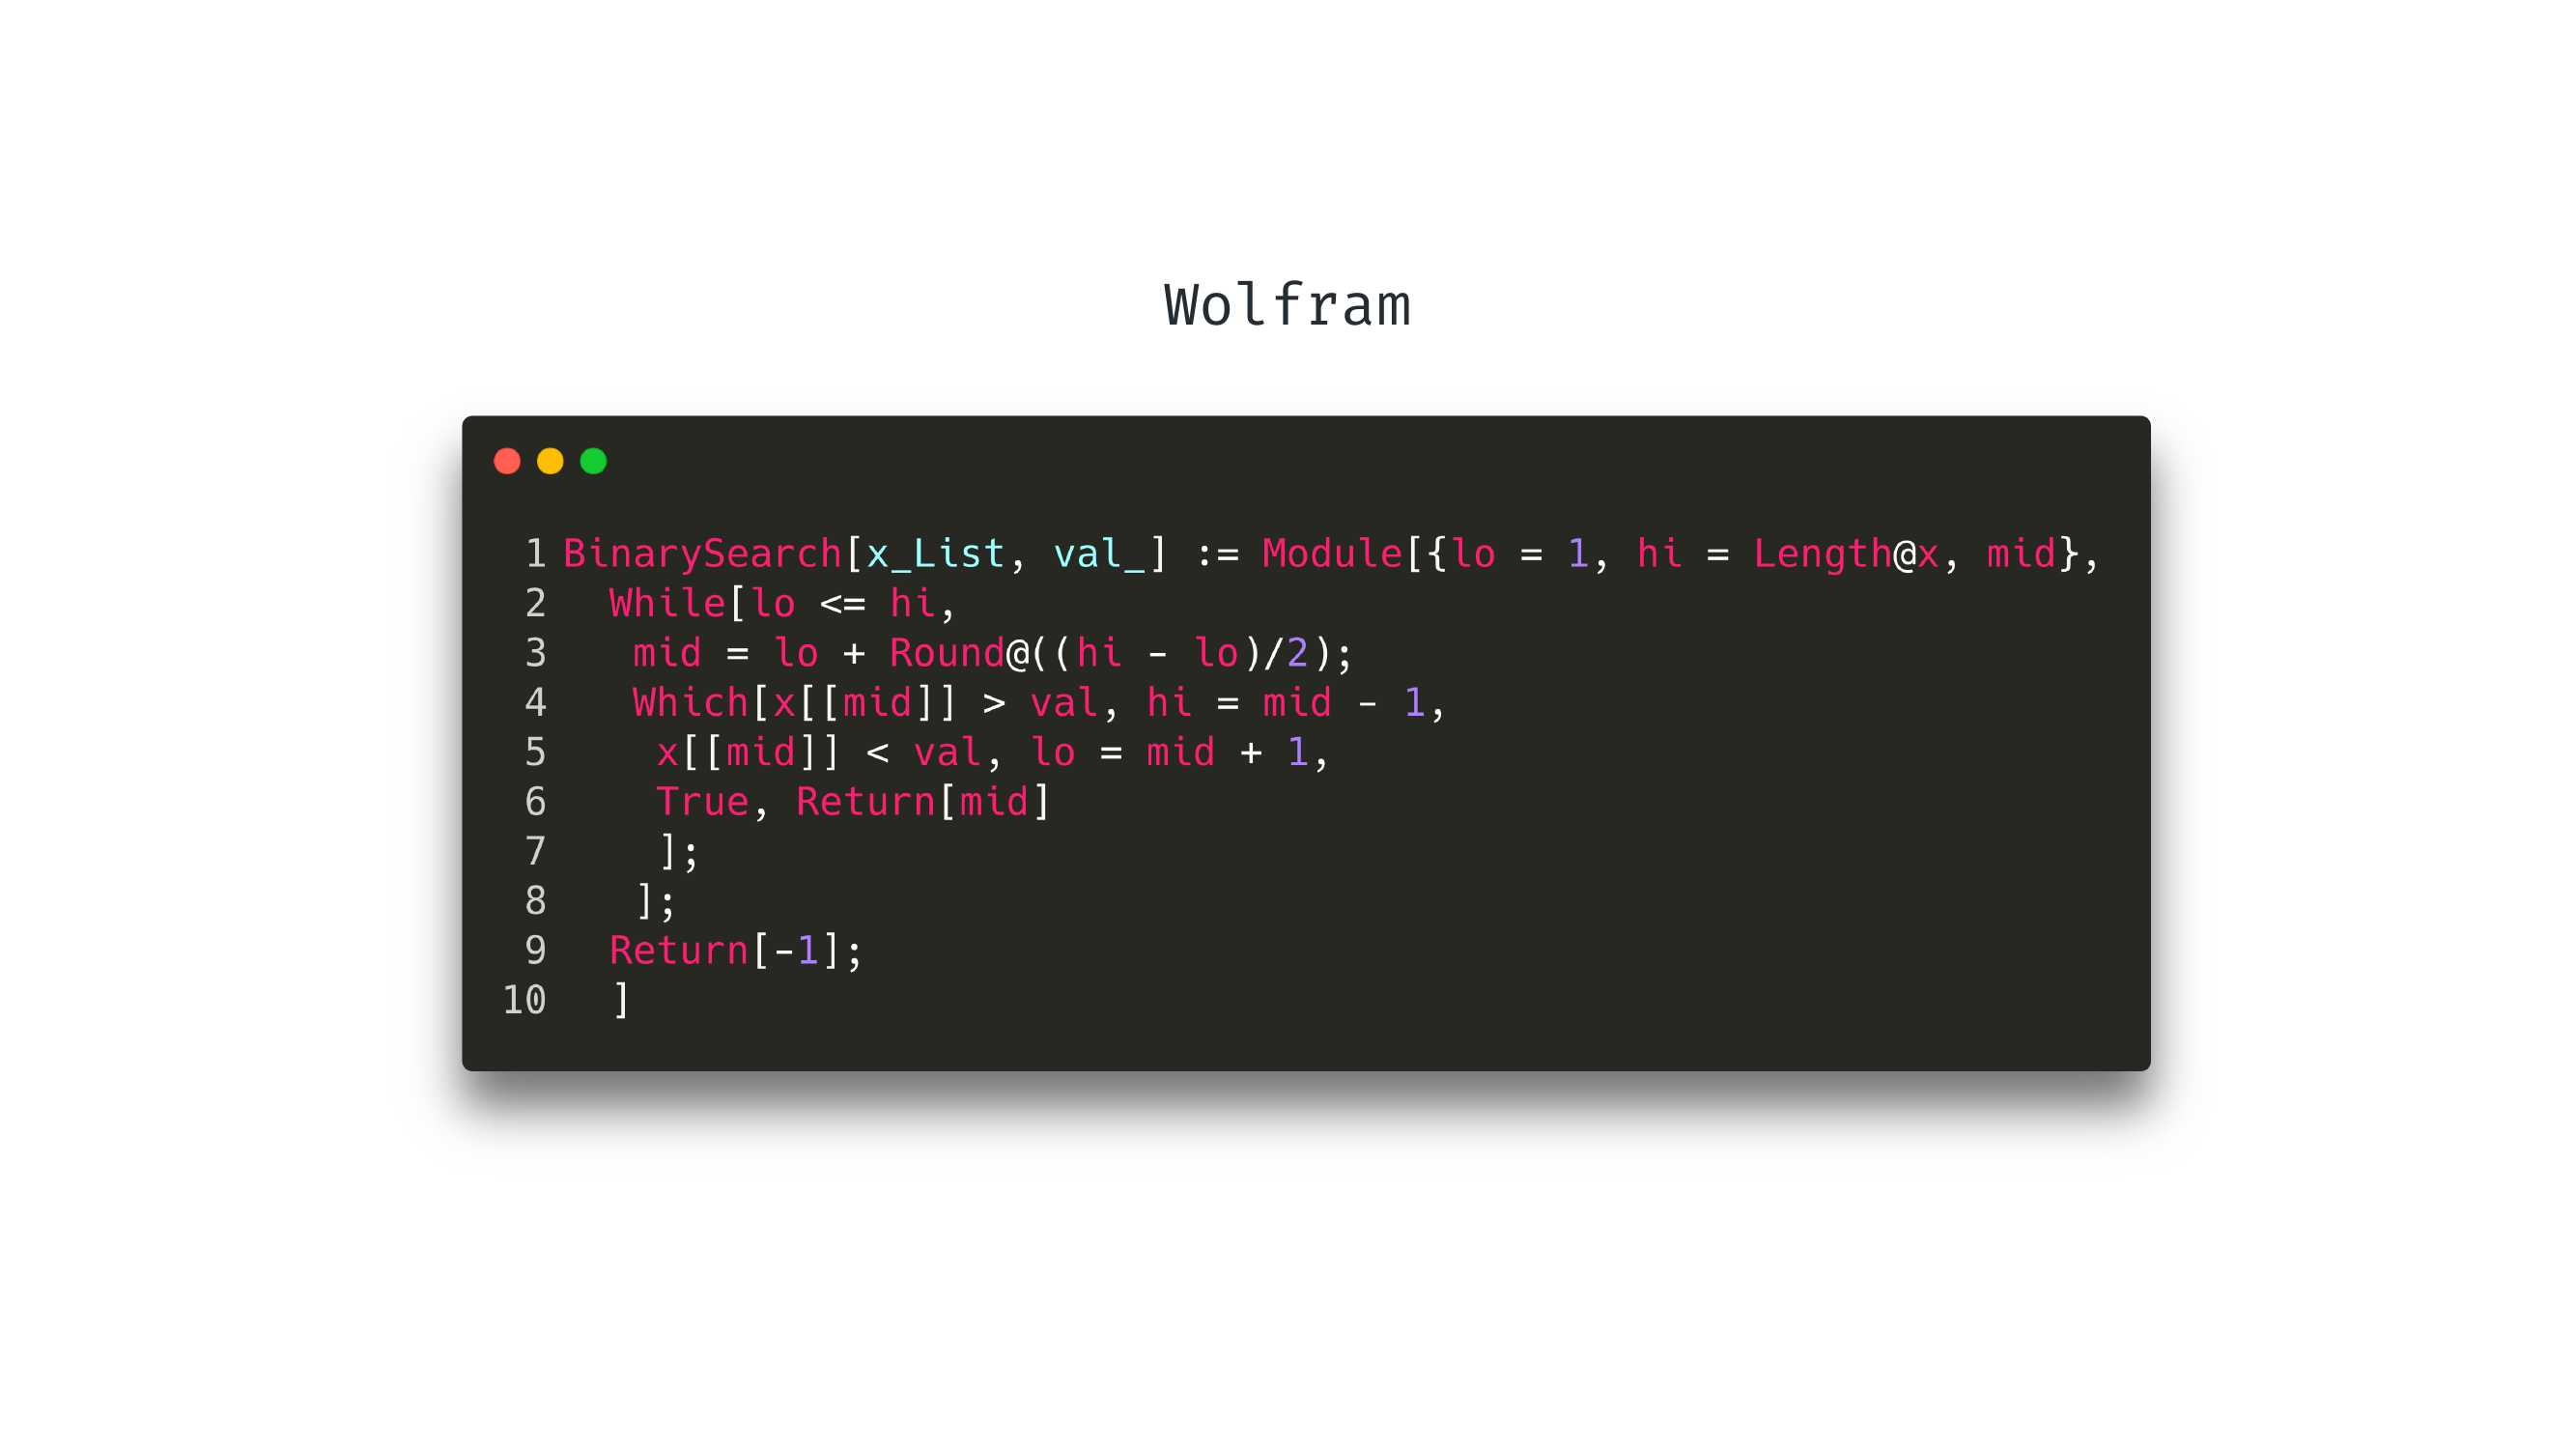 Wolfram
1 BinarySearch[x_List, val_] := Module[{lo = 1, hi = Length@x, mid},
2   While[lo <= hi,
3    mid = lo + Round@((hi - lo)/2);
4    Which[x[[mid]] > val, hi = mid - 1,
5     x[[mid]] < val, lo = mid + 1,
6     True, Return[mid]
7     ];
8    ];
9   Return[-1];
10   ]